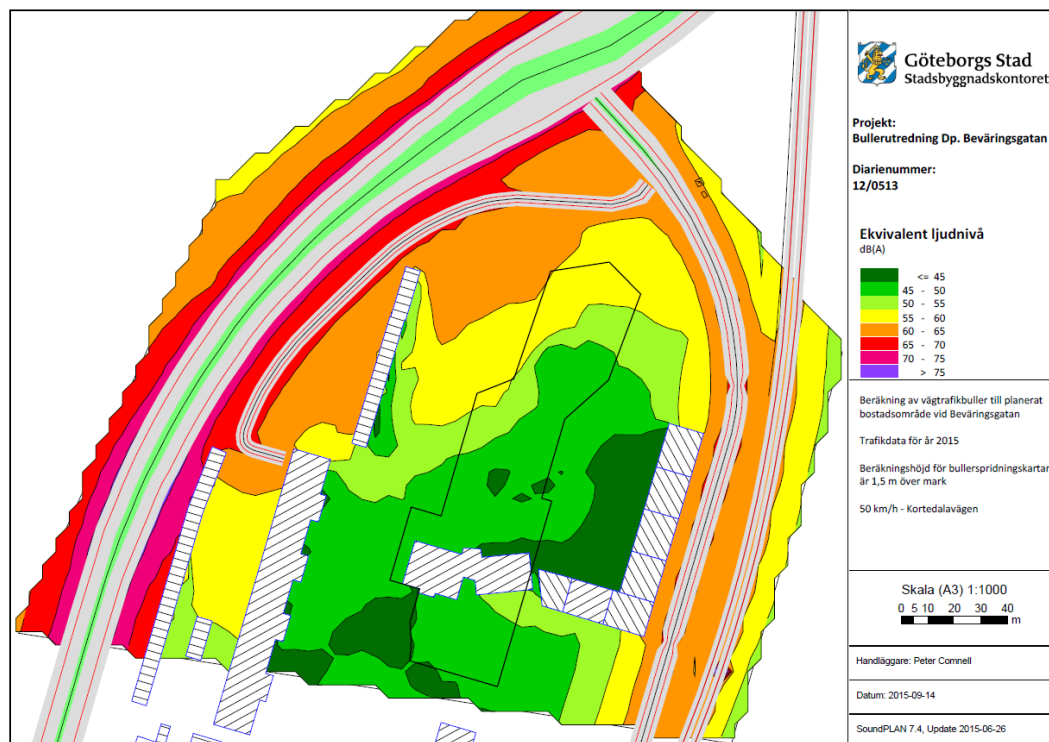 Göteborgs Stad
Stadsbyggnadskontoret
Projekt:
Bullerutredning Dp. Beväringsgatan
Diarienummer:
12/0513
Ekvivalent ljudnivå
dB(A)
<= 45
45 - 50
50 - 55
55 - 60
60 - 65
65 - 70
70 - 75
> 75
Beräkning av vägtrafikbuller till planerat
bostadsområde vid Beväringsgatan
Trafikdata för år 2015
Beräkningshöjd för bullerspridningskartan
är 1,5 m över mark
50 km/h - Kortedalavägen
Skala (A3) 1:1000
0 5 10 20 30 40
m
Handläggare: Peter Comnell
Datum: 2015-09-14
SoundPLAN 7.4, Update 2015-06-26